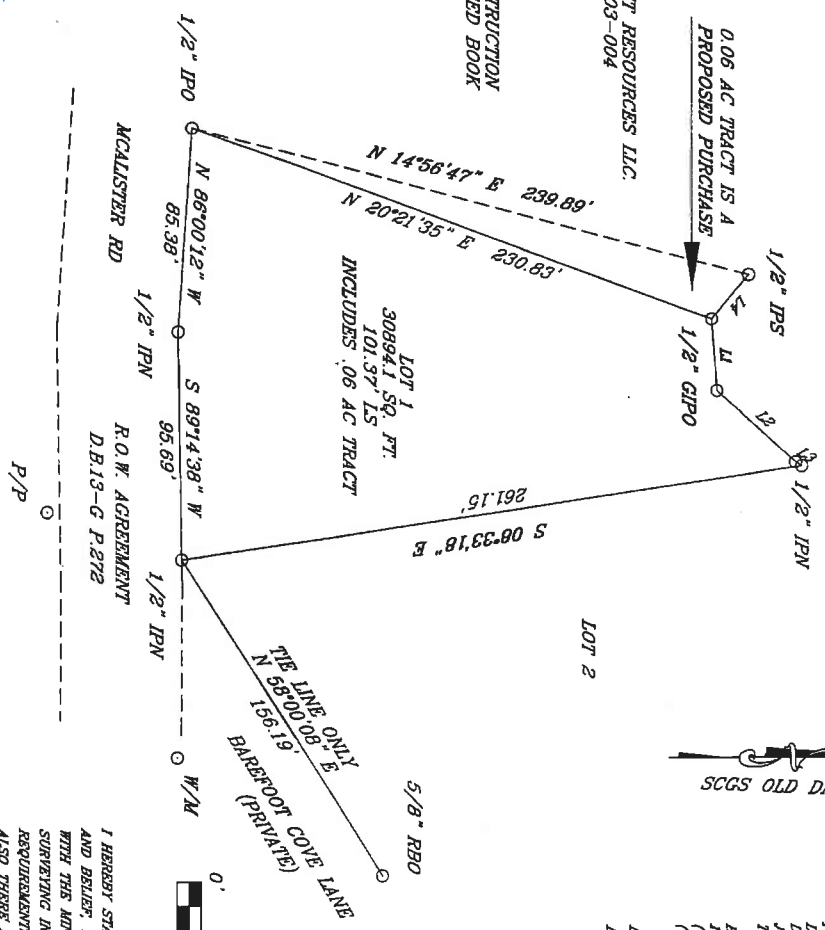 0.06 AC TRACT IS A
PROPOSED PURCHASE
T RESOURCES LLC.
03-004
TRUCTION
ED BOOK
1/2" IPS
L4
1/2" GIPO
L1
L2
L3
1/2" IPN
N 14°56'47" E 239.89'
N 20°21'35" E 230.83'
1/2" IPO
N 86°00'12" W
85.38'
MCALISTER RD
1/2" IPN
S 89°14'38" W
95.69'
LOT 1
30894.1 SQ. FT.
101.37' LS
INCLUDES .06 AC TRACT
S 08°33'18" E
261.15'
LOT 2
R.O.W. AGREEMENT
D.B.13-G P.272
P/P
1/2" IPN
TIE LINE ONLY
N 58°00'08" E
156.19'
BAREFOOT COVE LANE
(PRIVATE)
5/8" RBO
W/M
SCGS OLD
0'
I HEREBY
AND BELIEF,
WITH THE
SURVEYING
REQUIREMENT
ALSO THERE